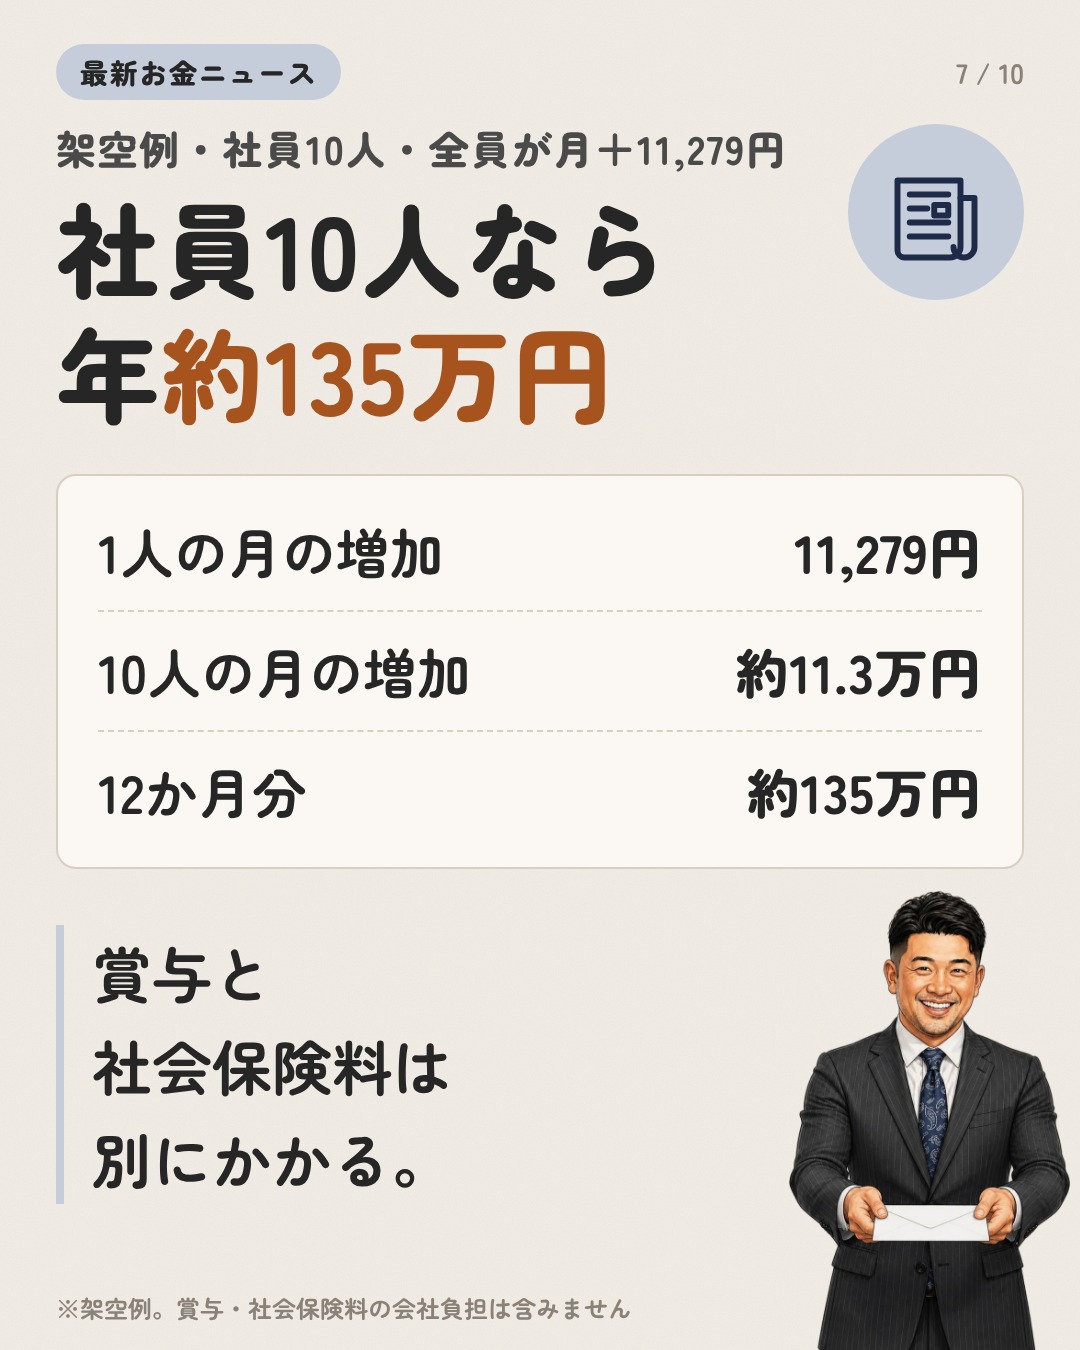 最新お金ニュース
7 / 10
架空例・社員10人・全員が月＋11,279円
社員10人なら
年約135万円
1人の月の増加 11,279円
10人の月の増加 約11.3万円
12か月分 約135万円
賞与と
社会保険料は
別にかかる。
※架空例。賞与・社会保険料の会社負担は含みません